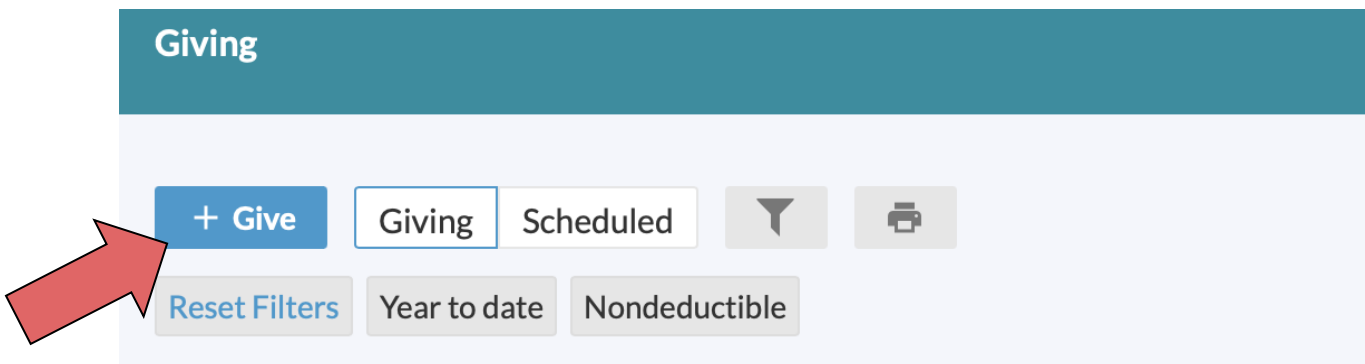 Giving
+ Give Giving Scheduled
Reset Filters Year to date Nondeductible